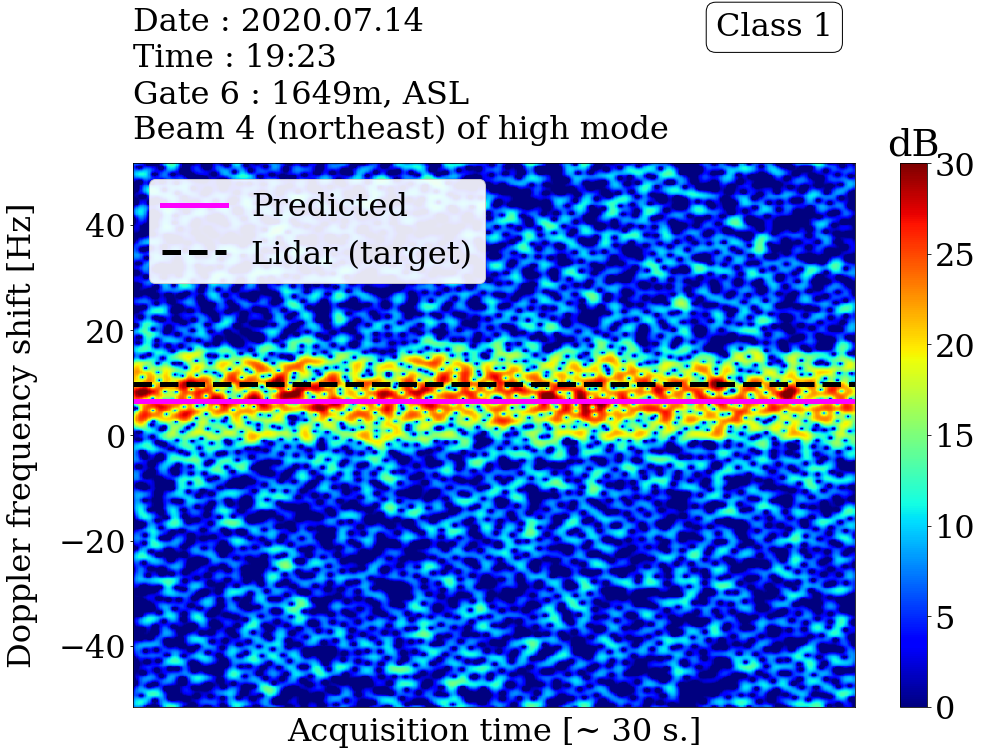 Date : 2020.07.14
Time : 19:23
Gate 6 : 1649m, ASL
Beam 4 (northeast) of high mode
Class 1
dB
Predicted
Lidar (target)
Doppler frequency shift [Hz]
40
20
0
−20
−40
30
25
20
15
10
5
0
Acquisition time [~ 30 s.]